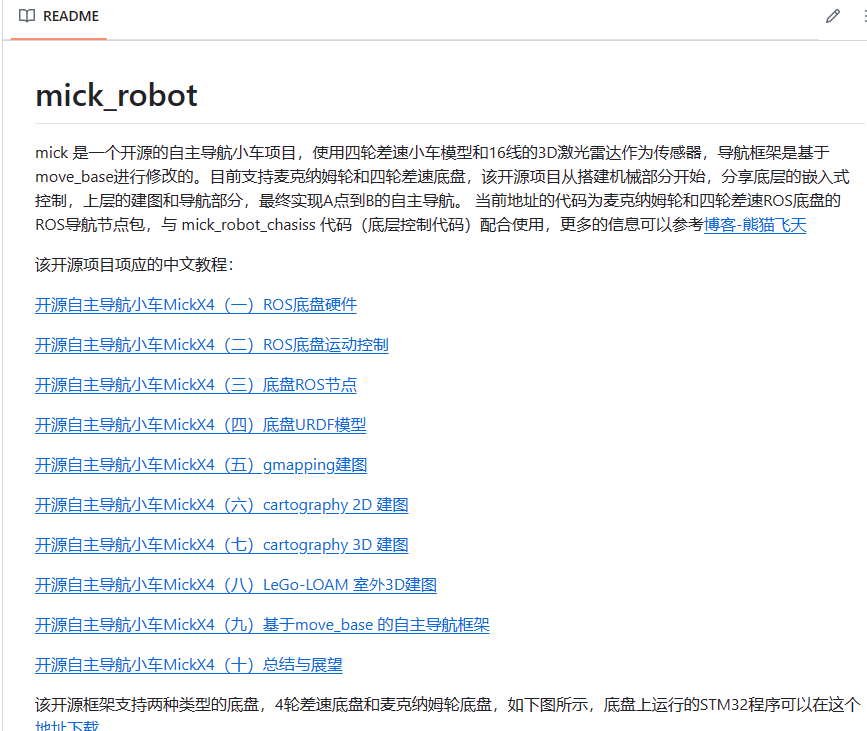 README
mick_robot
mick 是一个开源的自主导航小车项目，使用四轮差速小车模型和16线的3D激光雷达作为传感器，导航框架是基于
move_base进行修改的。目前支持麦克纳姆轮和四轮差速底盘，该开源项目从搭建机械部分开始，分享底层的嵌入式
控制，上层的建图和导航部分，最终实现A点到B的自主导航。 当前地址的代码为麦克纳姆轮和四轮差速ROS底盘的
ROS导航节点包，与 mick_robot_chasiss 代码（底层控制代码）配合使用，更多的信息可以参考博客-熊猫飞天
该开源项目项应的中文教程：
开源自主导航小车MickX4（一）ROS底盘硬件
开源自主导航小车MickX4（二）ROS底盘运动控制
开源自主导航小车MickX4（三）底盘ROS节点
开源自主导航小车MickX4（四）底盘URDF模型
开源自主导航小车MickX4（五）gmapping建图
开源自主导航小车MickX4（六）cartography 2D 建图
开源自主导航小车MickX4（七）cartography 3D 建图
开源自主导航小车MickX4（八）LeGo-LOAM 室外3D建图
开源自主导航小车MickX4（九）基于move_base 的自主导航框架
开源自主导航小车MickX4（十）总结与展望
该开源框架支持两种类型的底盘，4轮差速底盘和麦克纳姆轮底盘，如下图所示，底盘上运行的STM32程序可以在这个
地址下载